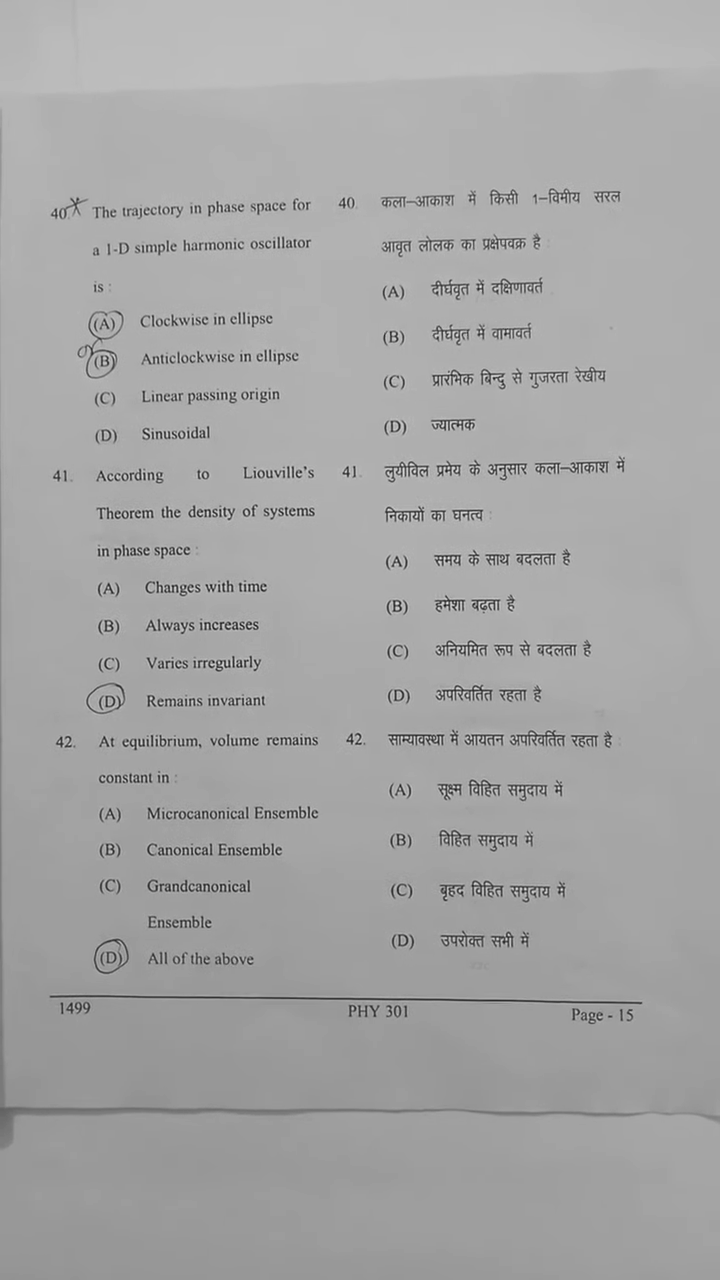 40. The trajectory in phase space for
a 1-D simple harmonic oscillator
is :
(A) Clockwise in ellipse
or
(B) Anticlockwise in ellipse
(C) Linear passing origin
(D) Sinusoidal
41. According to Liouville's
Theorem the density of systems
in phase space :
(A) Changes with time
(B) Always increases
(C) Varies irregularly
(D) Remains invariant
42. At equilibrium, volume remains
constant in :
(A) Microcanonical Ensemble
(B) Canonical Ensemble
(C) Grandcanonical
Ensemble
(D) All of the above
40. कला–आकाश में किसी 1–विमीय सरल
आवृत लोलक का प्रक्षेपवक्र है :
(A) दीर्घवृत में दक्षिणावर्त
(B) दीर्घवृत में वामावर्त
(C) प्रारंभिक बिन्दु से गुजरता रेखीय
(D) ज्यात्मक
41. लुयीविल प्रमेय के अनुसार कला–आकाश में
निकायों का घनत्व :
(A) समय के साथ बदलता है
(B) हमेशा बढ़ता है
(C) अनियमित रूप से बदलता है
(D) अपरिवर्तित रहता है
42. साम्यावस्था में आयतन अपरिवर्तित रहता है :
(A) सूक्ष्म विहित समुदाय में
(B) विहित समुदाय में
(C) बृहद विहित समुदाय में
(D) उपरोक्त सभी में
1499 PHY 301 Page - 15